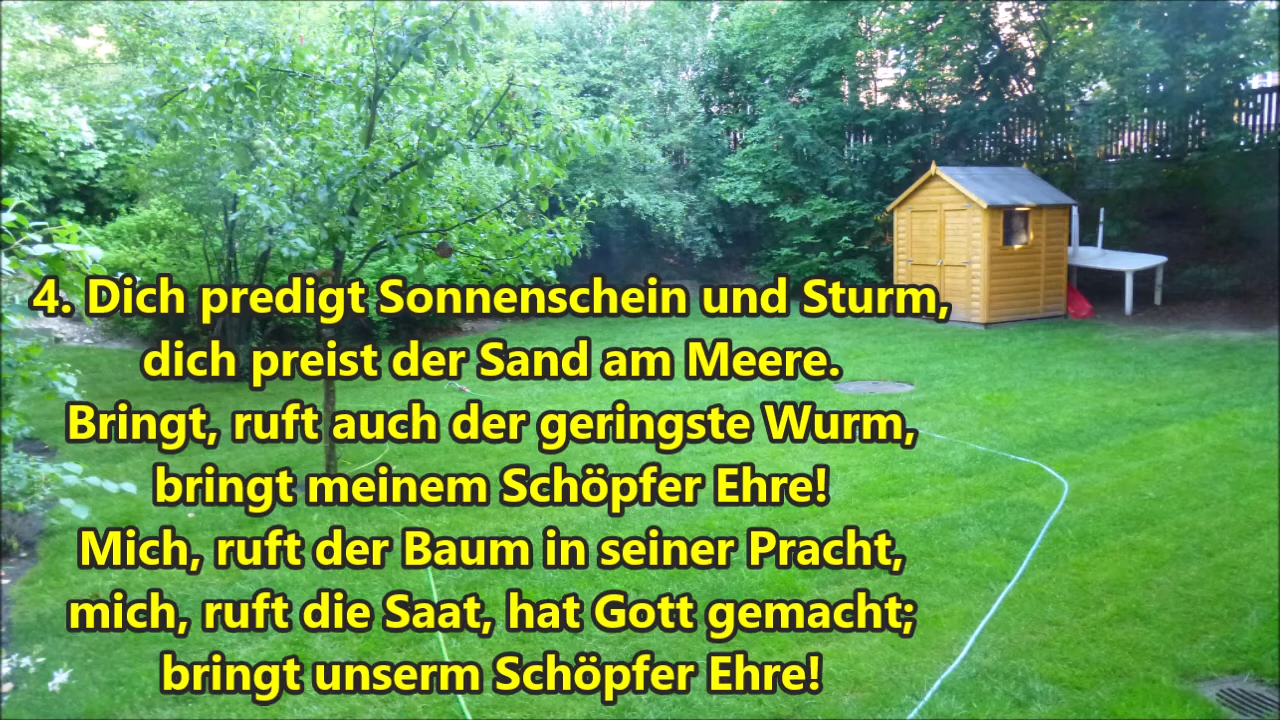 4. Dich predigt Sonnenschein und Sturm,
dich preist der Sand am Meere.
Bringt, ruft auch der geringste Wurm,
bringt meinem Schöpfer Ehre!
Mich, ruft der Baum in seiner Pracht,
mich, ruft die Saat, hat Gott gemacht;
bringt unserm Schöpfer Ehre!